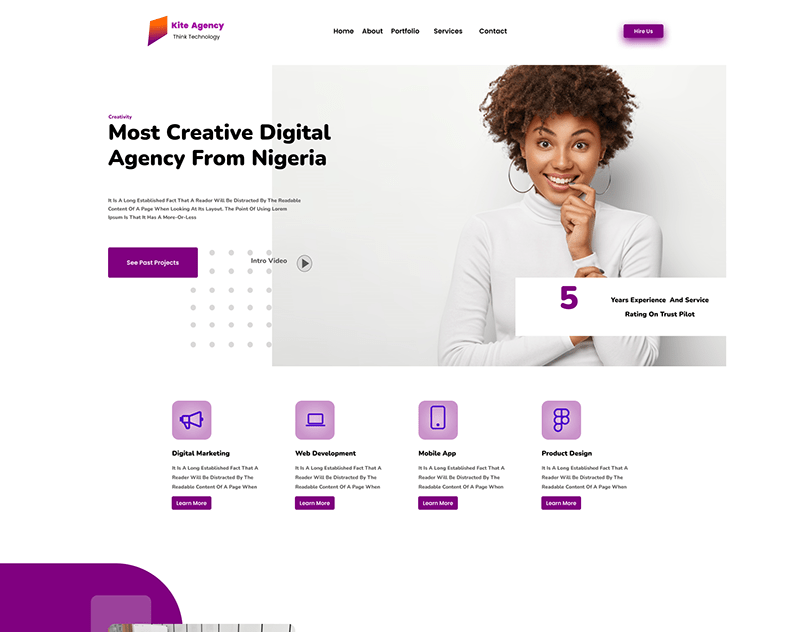 Kite Agency
Think Technology
Home About Portfolio Services Contact
Hire Us
Creativity
Most Creative Digital
Agency From Nigeria
It Is A Long Established Fact That A Reader Will Be Distracted By The Readable
Content Of A Page When Looking At Its Layout. The Point Of Using Lorem
Ipsum Is That It Has A More-Or-Less
See Past Projects
Intro Video
5
Years Experience And Service
Rating On Trust Pilot
Digital Marketing
It Is A Long Established Fact That A
Reader Will Be Distracted By The
Readable Content Of A Page When
Learn More
Web Development
It Is A Long Established Fact That A
Reader Will Be Distracted By The
Readable Content Of A Page When
Learn More
Mobile App
It Is A Long Established Fact That A
Reader Will Be Distracted By The
Readable Content Of A Page When
Learn More
Product Design
It Is A Long Established Fact That A
Reader Will Be Distracted By The
Readable Content Of A Page When
Learn More